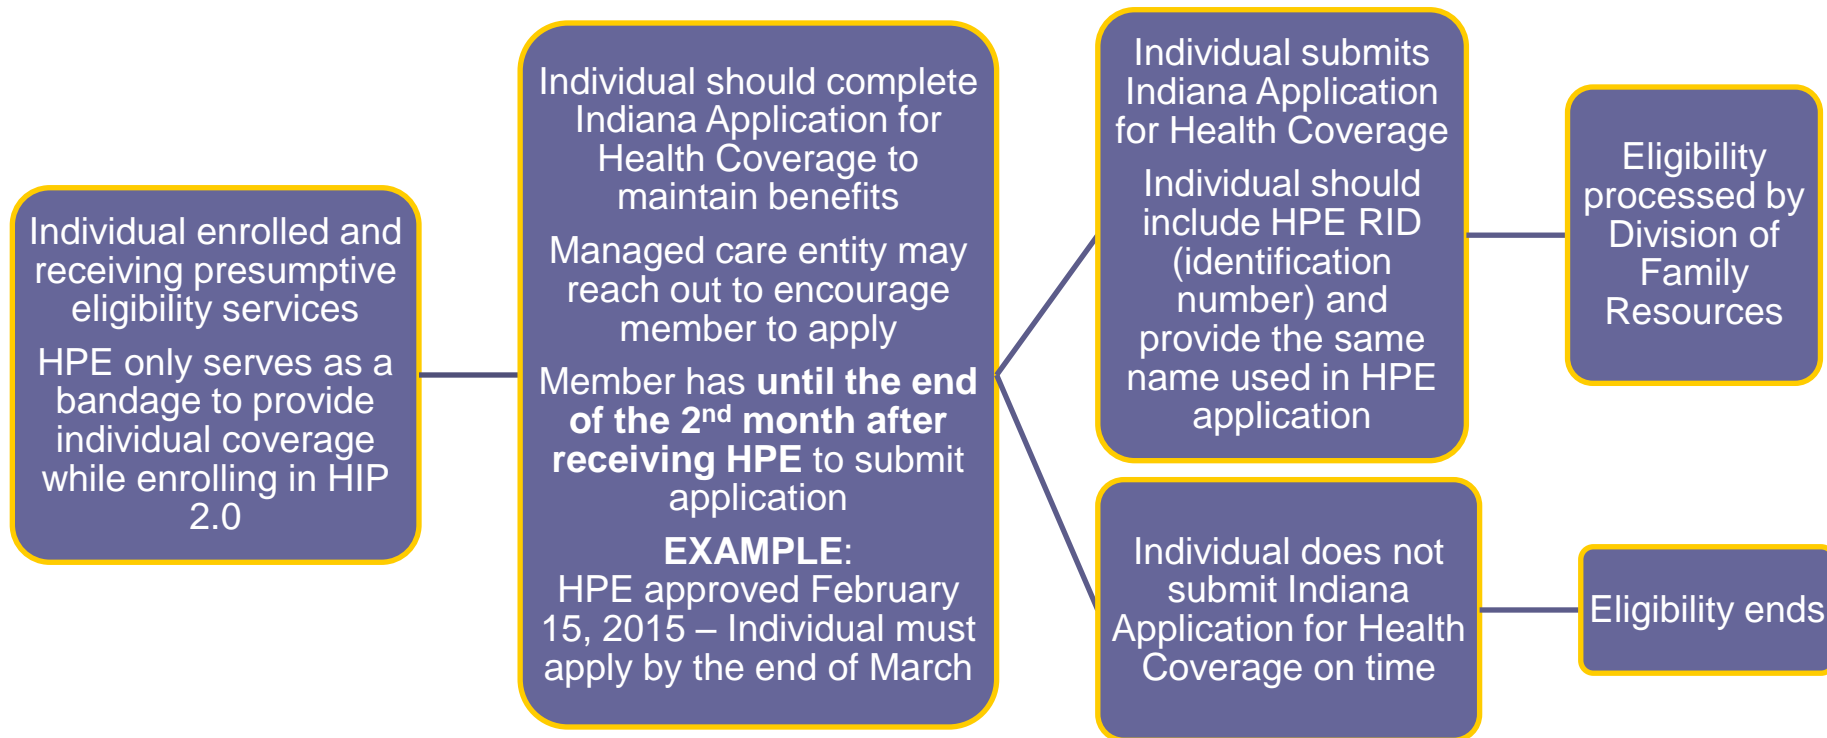 Individual enrolled and
receiving presumptive
eligibility services
HPE only serves as a
bandage to provide
individual coverage
while enrolling in HIP
2.0
Individual should complete
Indiana Application for
Health Coverage to
maintain benefits
Managed care entity may
reach out to encourage
member to apply
Member has until the end
of the 2nd month after
receiving HPE to submit
application
EXAMPLE:
HPE approved February
15, 2015 – Individual must
apply by the end of March
Individual submits
Indiana Application
for Health Coverage
Individual should
include HPE RID
(identification
number) and
provide the same
name used in HPE
application
Eligibility
processed by
Division of
Family
Resources
Individual does not
submit Indiana
Application for Health
Coverage on time
Eligibility ends